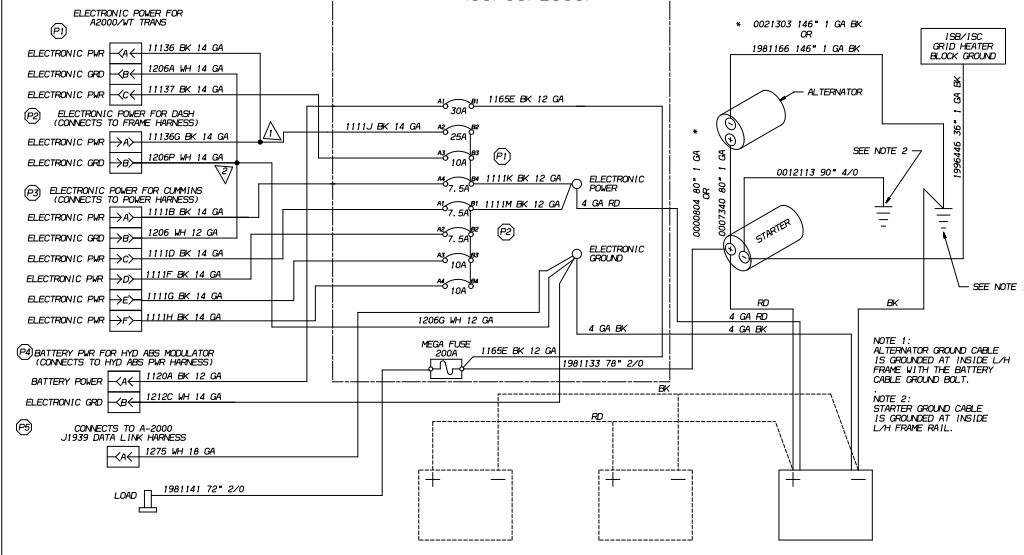 ELECTRONIC POWER FOR
A2000/WT TRANS
P1
ELECTRONIC PWR
A
11136 BK 14 GA
ELECTRONIC GRD
B
1206A WH 14 GA
ELECTRONIC PWR
C
11137 BK 14 GA
P2
ELECTRONIC POWER FOR DASH
(CONNECTS TO FRAME HARNESS)
ELECTRONIC PWR
A
11136G BK 14 GA
ELECTRONIC GRD
B
1206P WH 14 GA
1
2
P3
ELECTRONIC POWER FOR CUMMINS
(CONNECTS TO POWER HARNESS)
ELECTRONIC PWR
A
1111B BK 14 GA
ELECTRONIC GRD
B
1206 WH 12 GA
ELECTRONIC PWR
C
1111D BK 14 GA
ELECTRONIC PWR
D
1111F BK 14 GA
ELECTRONIC PWR
E
1111G BK 14 GA
ELECTRONIC PWR
F
1111H BK 14 GA
P4
BATTERY PWR FOR HYD ABS MODULATOR
(CONNECTS TO HYD ABS PWR HARNESS)
BATTERY POWER
A
1120A BK 12 GA
ELECTRONIC GRD
B
1212C WH 14 GA
P5
CONNECTS TO A-2000
J1939 DATA LINK HARNESS
A
1275 WH 18 GA
LOAD
1981141 72" 2/0
1111J BK 14 GA
A1 B1
30A
1165E BK 12 GA
A2 B2
25A
A3 B3
10A
P1
A4 B4
7.5A
1111K BK 12 GA
A1 B1
7.5A
1111M BK 12 GA
A2 B2
7.5A
P2
A3 B3
10A
A4 B4
10A
ELECTRONIC
POWER
4 GA RD
ELECTRONIC
GROUND
1206G WH 12 GA
4 GA BK
MEGA FUSE
200A
1165E BK 12 GA
1981133 78" 2/0
BK
RD
+ −
+ −
+ −
* 0021303 146" 1 GA BK
OR
1981166 146" 1 GA BK
ISB/ISC
GRID HEATER
BLOCK GROUND
ALTERNATOR
SEE NOTE 2
1996446 36" 1 GA BK
0000804 80" 1 GA *
OR
0007340 80" 1 GA
0012113 90" 4/0
STARTER
SEE NOTE
RD
4 GA RD
4 GA BK
BK
NOTE 1:
ALTERNATOR GROUND CABLE
IS GROUNDED AT INSIDE L/H
FRAME WITH THE BATTERY
CABLE GROUND BOLT.
NOTE 2:
STARTER GROUND CABLE
IS GROUNDED AT INSIDE
L/H FRAME RAIL.